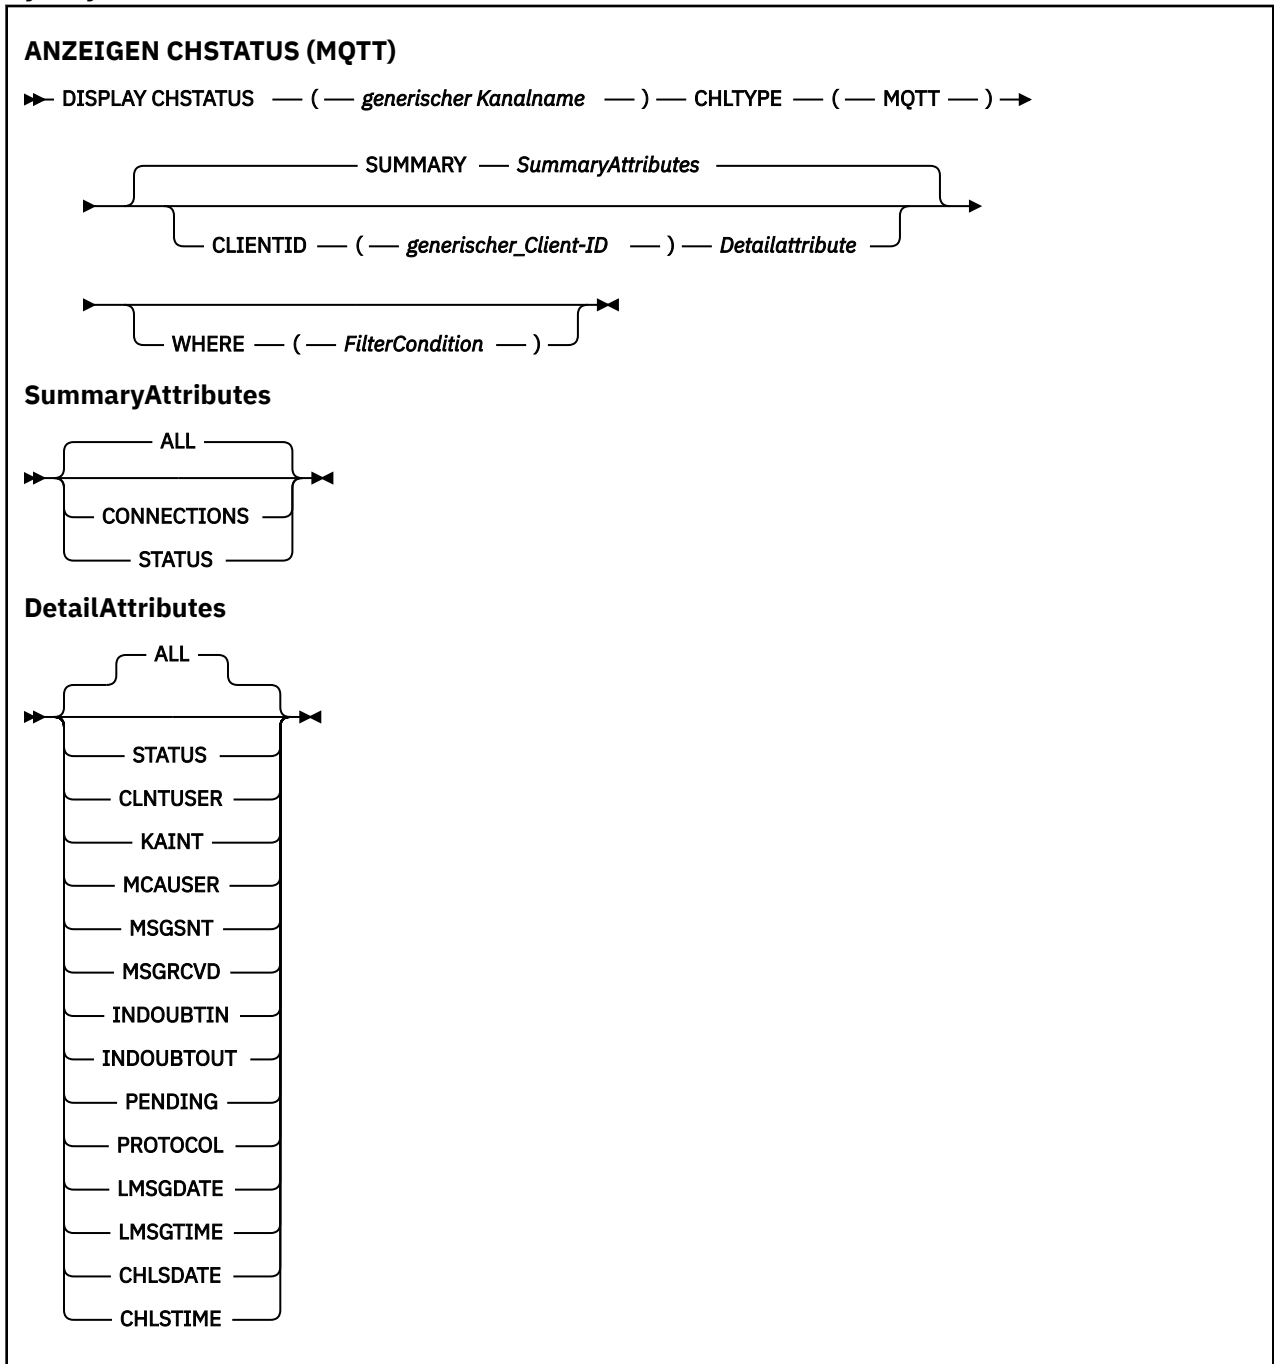 ANZEIGEN CHSTATUS (MQTT)
DISPLAY CHSTATUS ( generischer Kanalname ) CHLTYPE ( MQTT )
SUMMARY SummaryAttributes
CLIENTID ( generischer_Client-ID ) Detailattribute
WHERE ( FilterCondition )
SummaryAttributes
ALL
CONNECTIONS
STATUS
DetailAttributes
ALL
STATUS
CLNTUSER
KAINT
MCAUSER
MSGSNT
MSGRCVD
INDOUBTIN
INDOUBTOUT
PENDING
PROTOCOL
LMSGDATE
LMSGTIME
CHLSDATE
CHLSTIME